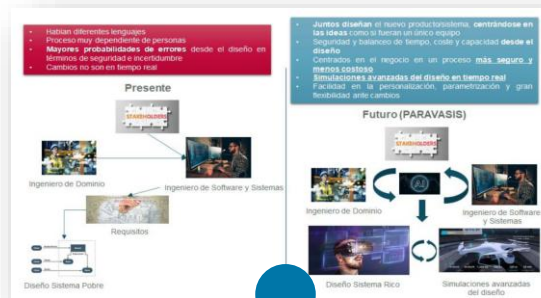 Hablan diferentes lenguajes
Proceso muy dependiente de personas
Mayores probabilidades de errores desde el diseño en
términos de seguridad e incertidumbre
Cambios no son en tiempo real
Presente
STAKEHOLDERS
Ingeniero de Dominio
Ingeniero de Software y Sistemas
Requisitos
Diseño Sistema Pobre
Juntos diseñan el nuevo producto/sistema, centrándose en
las ideas como si fueran un único equipo
Seguridad y balanceo de tiempo, coste y capacidad desde el
diseño
Centrados en el negocio en un proceso más seguro y
menos costoso
Simulaciones avanzadas del diseño en tiempo real
Facilidad en la personalización, parametrización y gran
flexibilidad ante cambios
Futuro (PARAVASIS)
STAKEHOLDERS
AI
Ingeniero de Dominio
Ingeniero de Software
y Sistemas
Diseño Sistema Rico
Simulaciones avanzadas
del diseño